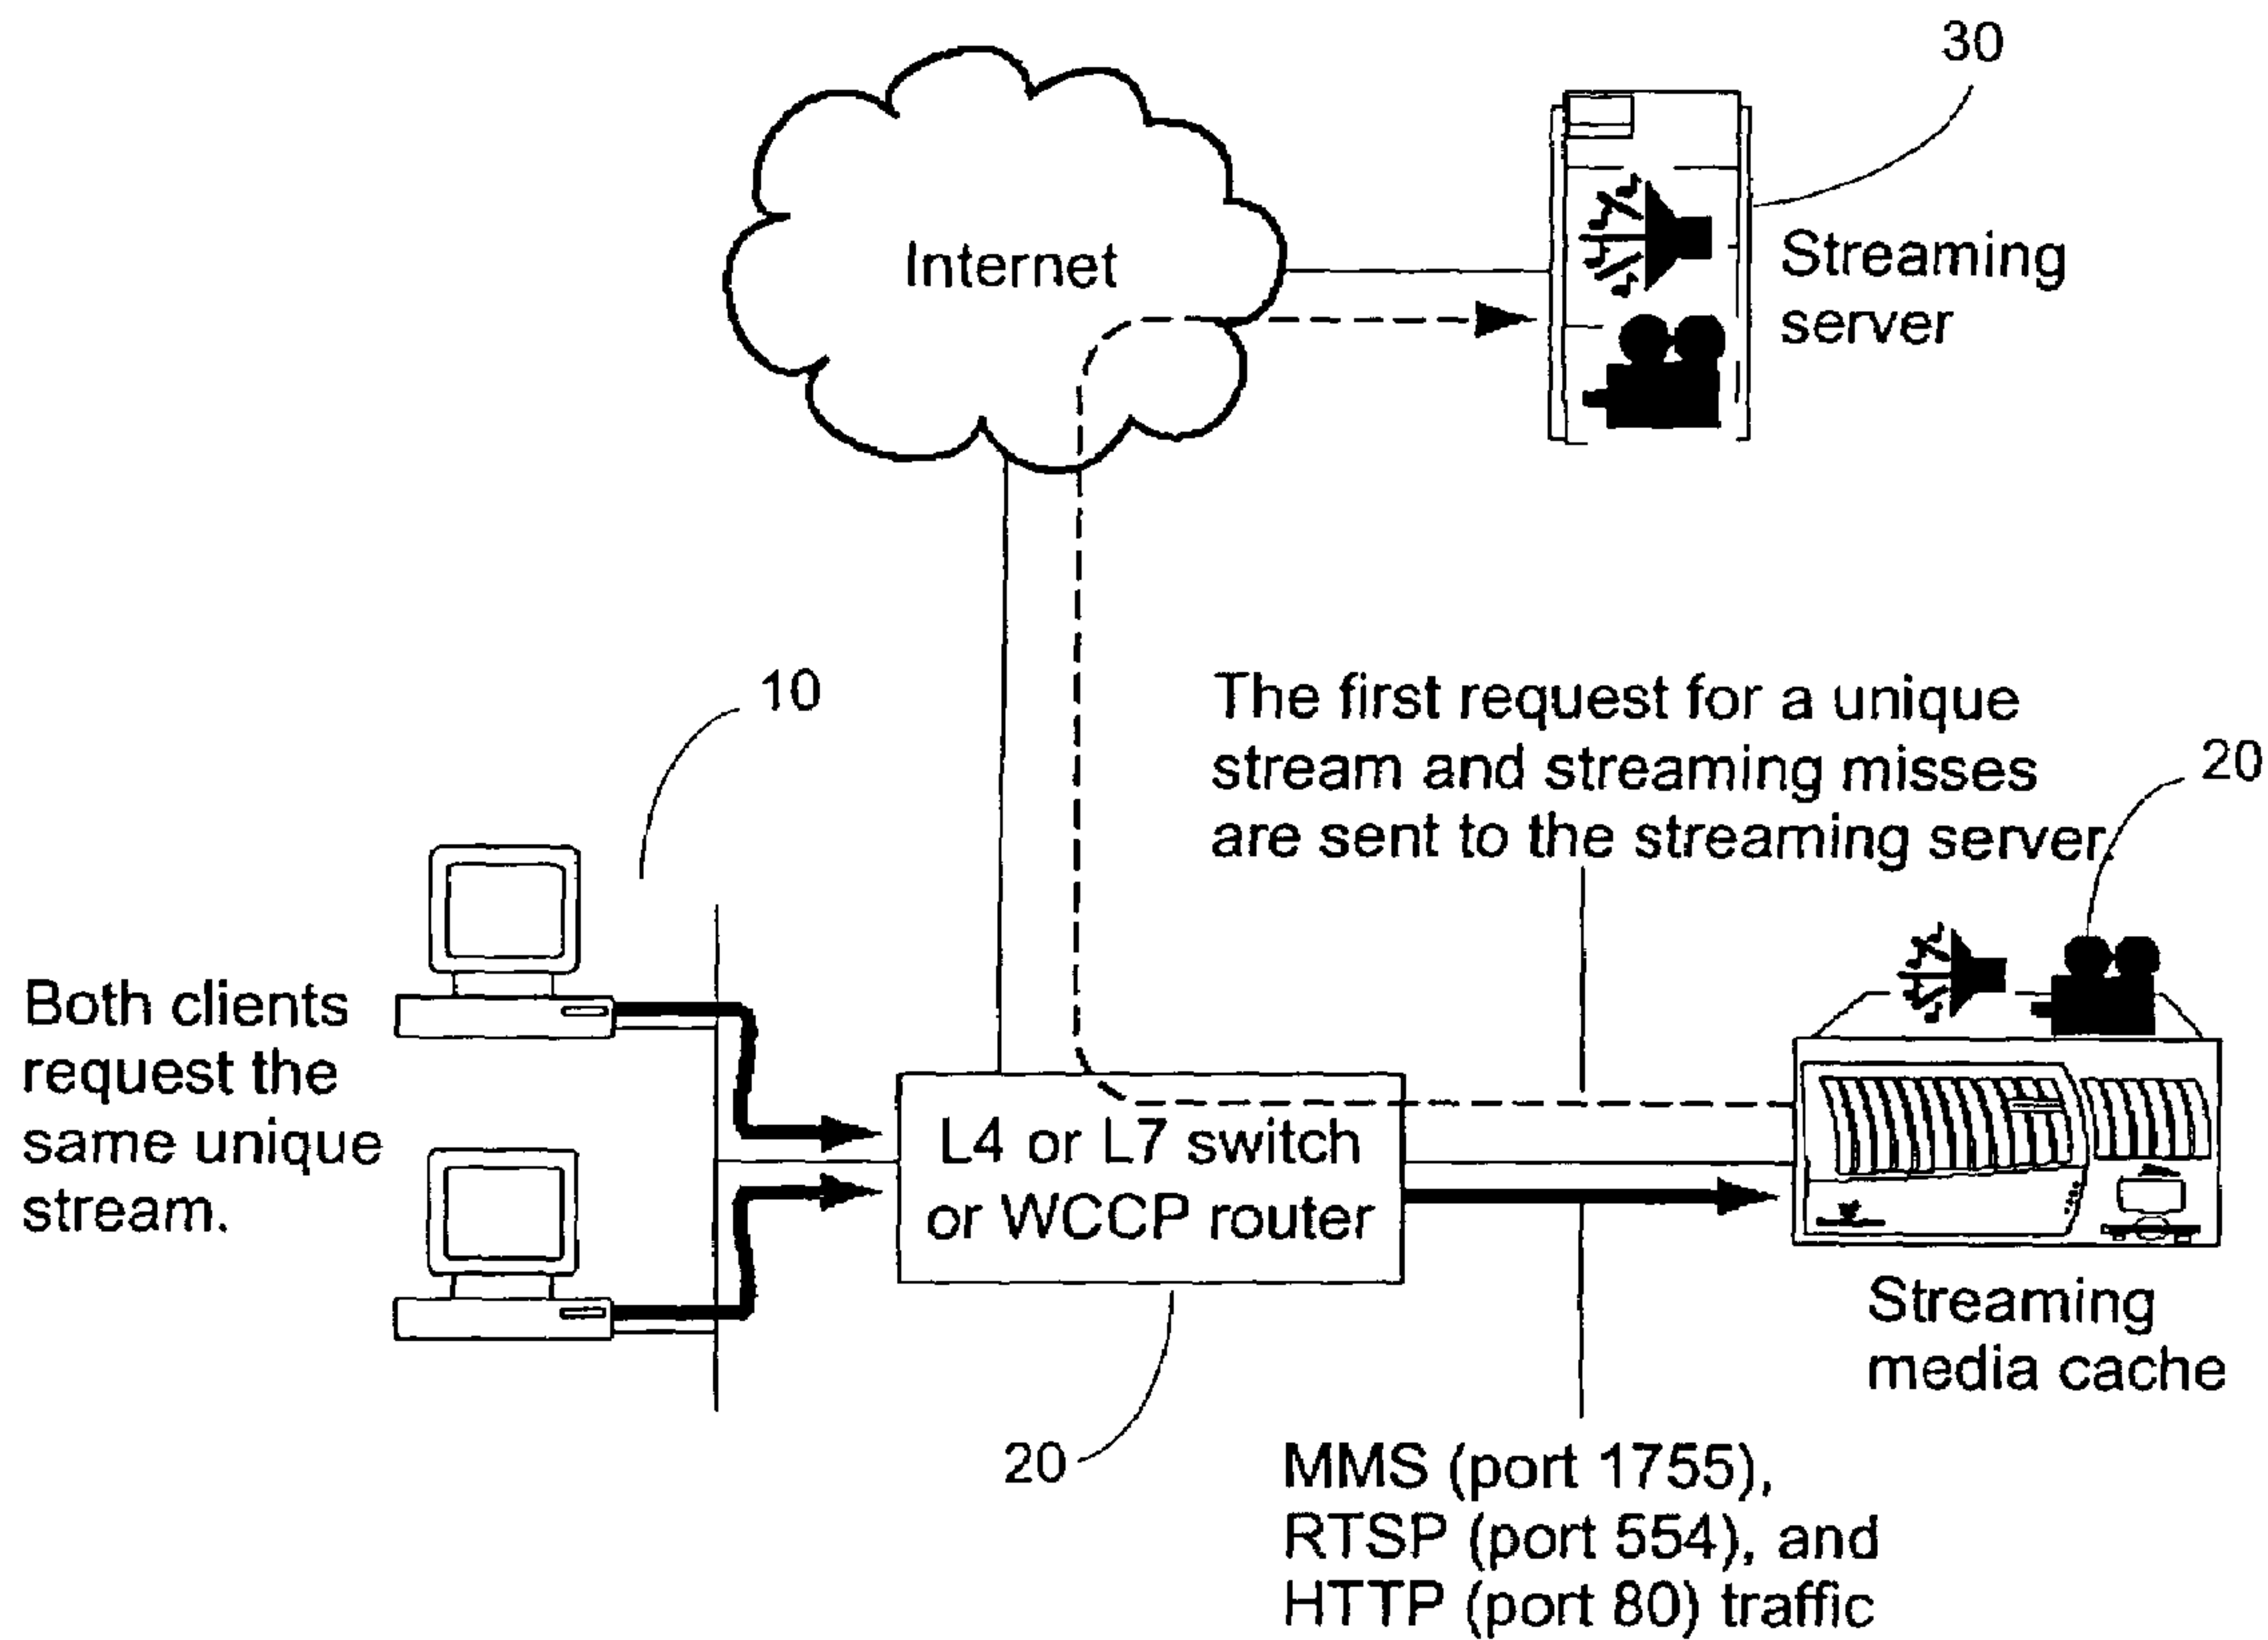 30
Internet
Streaming
server
10
The first request for a unique
stream and streaming misses
are sent to the streaming server.
20
Both clients
request the
same unique
stream.
L4 or L7 switch
or WCCP router
Streaming
media cache
20
MMS (port 1755),
RTSP (port 554), and
HTTP (port 80) traffic